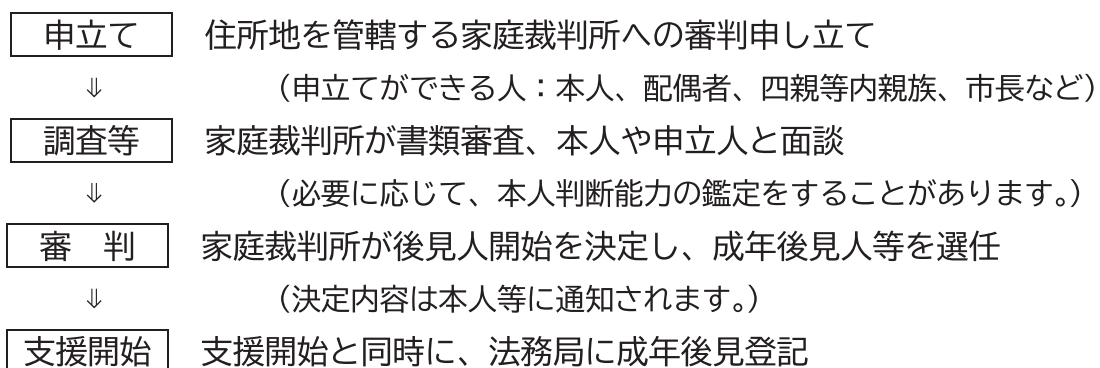 申立て 住所地を管轄する家庭裁判所への審判申し立て
⇓ （申立てができる人：本人、配偶者、四親等内親族、市長など）
調査等 家庭裁判所が書類審査、本人や申立人と面談
⇓ （必要に応じて、本人判断能力の鑑定をすることがあります。）
審　判 家庭裁判所が後見人開始を決定し、成年後見人等を選任
⇓ （決定内容は本人等に通知されます。）
支援開始 支援開始と同時に、法務局に成年後見登記